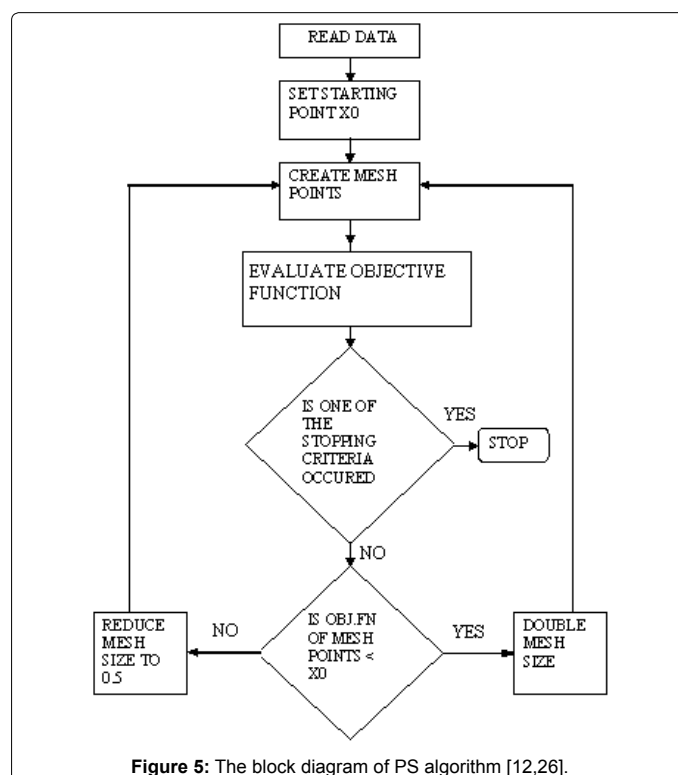 READ DATA
SET STARTING
POINT X0
CREATE MESH
POINTS
EVALUATE OBJECTIVE
FUNCTION
IS ONE OF
THE
STOPPING
CRITERIA
OCCURED
YES
STOP
NO
IS OBJ.FN
OF MESH
POINTS <
X0
NO
REDUCE
MESH
SIZE TO
0.5
YES
DOUBLE
MESH
SIZE
Figure 5: The block diagram of PS algorithm [12,26].